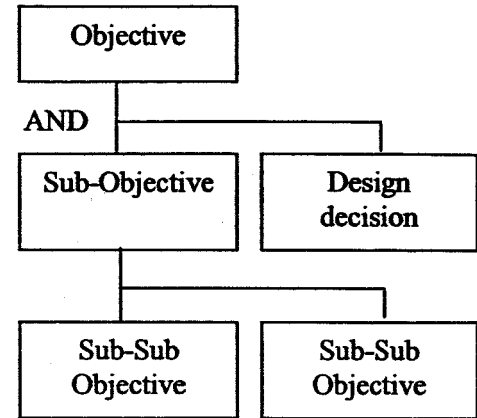 Objective
AND
Sub-Objective
Design
decision
Sub-Sub
Objective
Sub-Sub
Objective